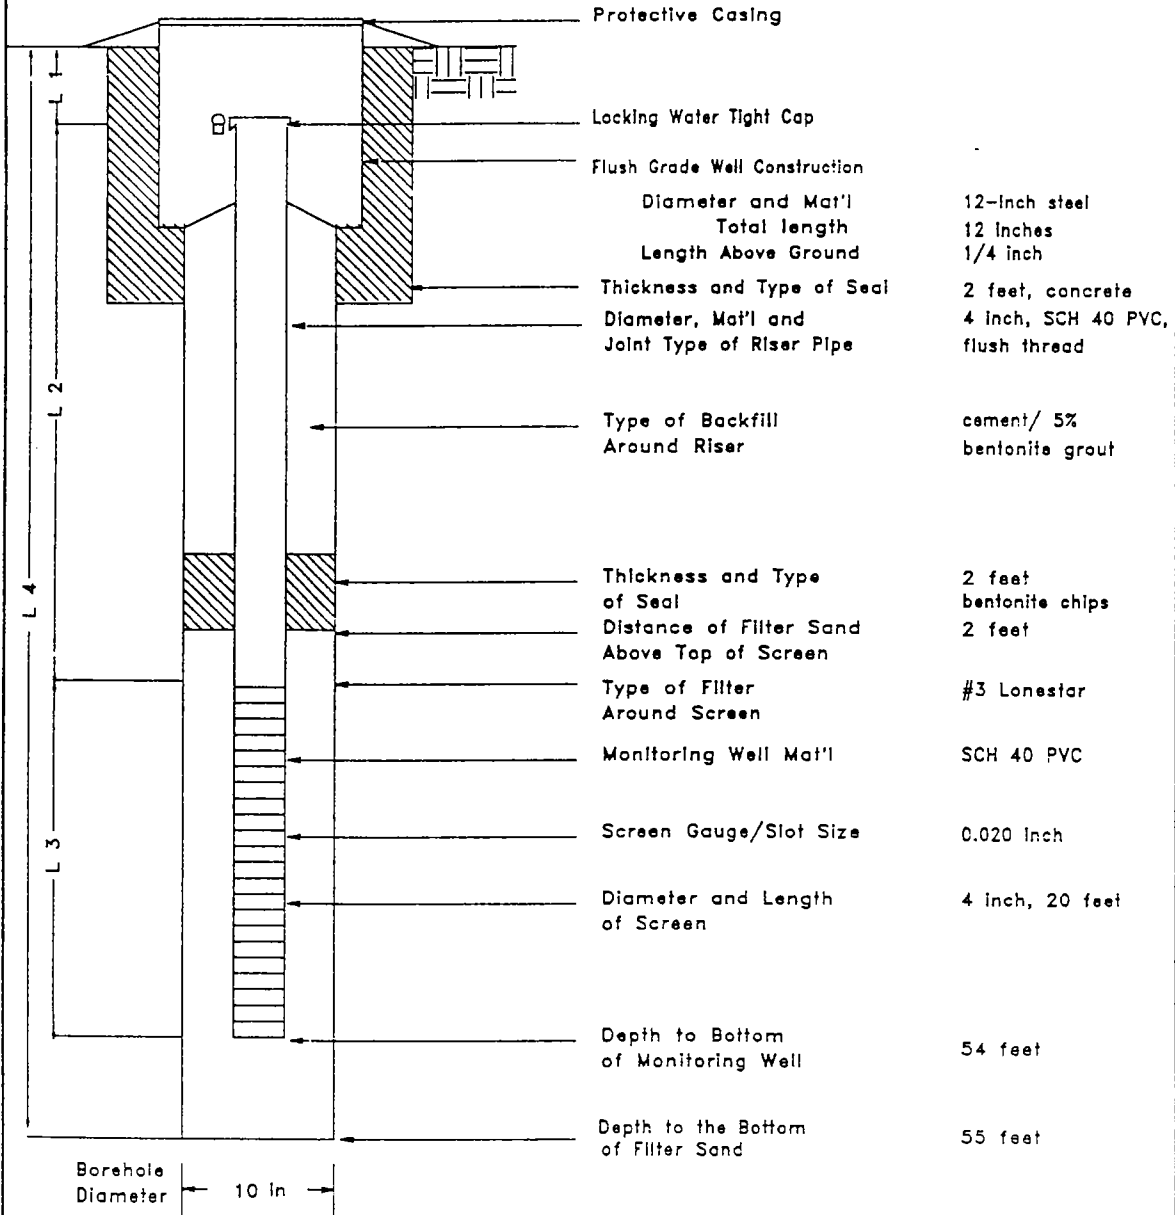 Protective Casing
L 1
Locking Water Tight Cap
Flush Grade Well Construction
Diameter and Mat'l 12-inch steel
Total length 12 inches
Length Above Ground 1/4 inch
Thickness and Type of Seal 2 feet, concrete
Diameter, Mat'l and 4 inch, SCH 40 PVC,
Joint Type of Riser Pipe flush thread
L 2
Type of Backfill cement/ 5%
Around Riser bentonite grout
L 4
Thickness and Type 2 feet
of Seal bentonite chips
Distance of Filter Sand 2 feet
Above Top of Screen
Type of Filter #3 Lonestar
Around Screen
Monitoring Well Mat'l SCH 40 PVC
L 3
Screen Gauge/Slot Size 0.020 inch
Diameter and Length 4 inch, 20 feet
of Screen
Depth to Bottom
of Monitoring Well 54 feet
Depth to the Bottom
of Filter Sand 55 feet
Borehole
Diameter 10 in